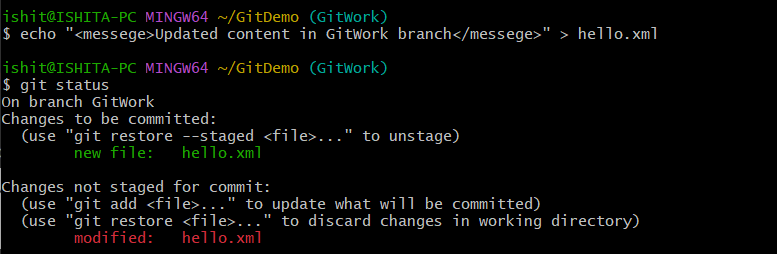 ishit@ISHITA-PC MINGW64 ~/GitDemo (GitWork)
$ echo "<messege>Updated content in GitWork branch</messege>" > hello.xml
ishit@ISHITA-PC MINGW64 ~/GitDemo (GitWork)
$ git status
On branch GitWork
Changes to be committed:
  (use "git restore --staged <file>..." to unstage)
        new file:   hello.xml
Changes not staged for commit:
  (use "git add <file>..." to update what will be committed)
  (use "git restore <file>..." to discard changes in working directory)
        modified:   hello.xml